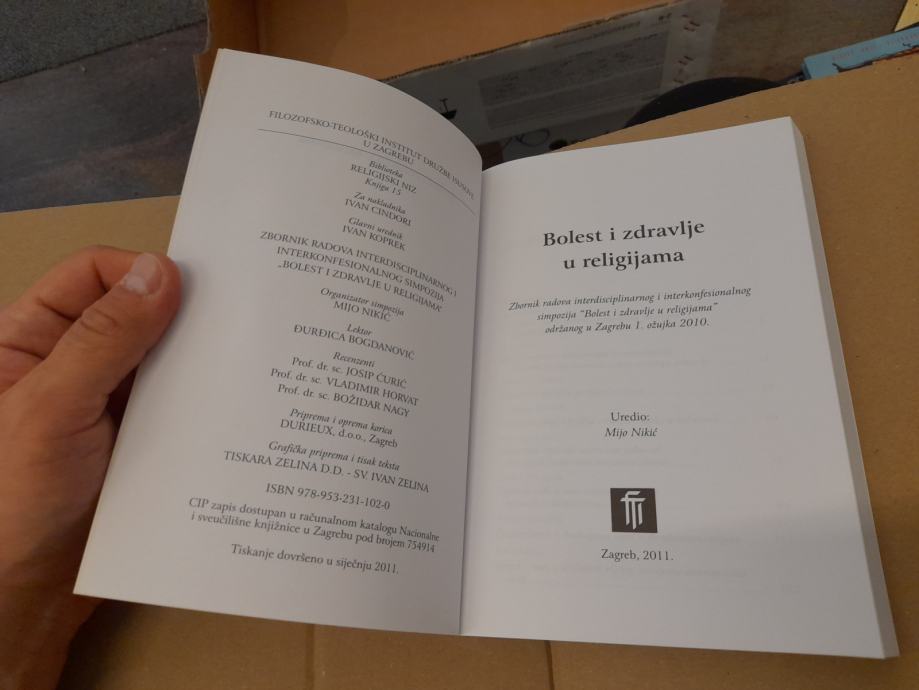 FILOZOFSKO-TEOLOŠKI INSTITUT DRUŽBE ISUSOVE
U ZAGREBU
Biblioteka
RELIGIJSKI NIZ
Knjiga 15
Za nakladnika
IVAN CINDORI
Glavni urednik
IVAN KOPREK
ZBORNIK RADOVA INTERDISCIPLINARNOG I
INTERKONFESIONALNOG SIMPOZIJA
„BOLEST I ZDRAVLJE U RELIGIJAMA“
Organizator simpozija
MIJO NIKIĆ
Lektor
ĐURĐICA BOGDANOVIĆ
Recenzenti
Prof. dr. sc. JOSIP ĆURIĆ
Prof. dr. sc. VLADIMIR HORVAT
Prof. dr. sc. BOŽIDAR NAGY
Priprema i oprema korica
DURIEUX, d.o.o., Zagreb
Grafička priprema i tisak teksta
TISKARA ZELINA D.D. - SV. IVAN ZELINA
ISBN 978-953-231-102-0
CIP zapis dostupan u računalnom katalogu Nacionalne
i sveučilišne knjižnice u Zagrebu pod brojem 754914
Tiskanje dovršeno u siječnju 2011.
Bolest i zdravlje
u religijama
Zbornik radova interdisciplinarnog i interkonfesionalnog
simpozija "Bolest i zdravlje u religijama"
održanog u Zagrebu 1. ožujka 2010.
Uredio:
Mijo Nikić
fti
Zagreb, 2011.